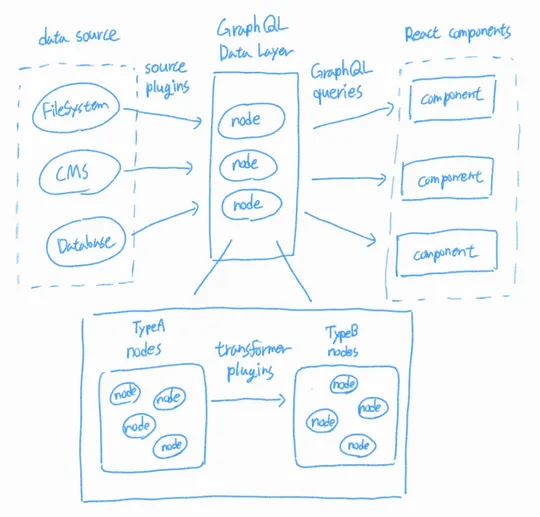 data source
source
plugins
GraphQL
Data Layer
GraphQL
queries
React components
FileSystem
CMS
Database
node
node
node
component
component
component
TypeA
nodes
transformer
plugins
TypeB
nodes
node
node
node
node
node
node
node
node